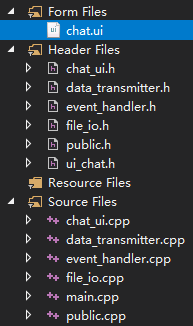 Form Files
chat.ui
Header Files
chat_ui.h
data_transmitter.h
event_handler.h
file_io.h
public.h
ui_chat.h
Resource Files
Source Files
chat_ui.cpp
data_transmitter.cpp
event_handler.cpp
file_io.cpp
main.cpp
public.cpp